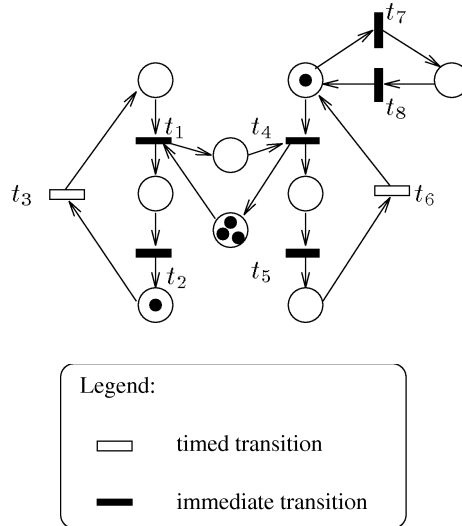 t7
t1
t4
t8
t3
t6
t2
t5
Legend:
timed transition
immediate transition